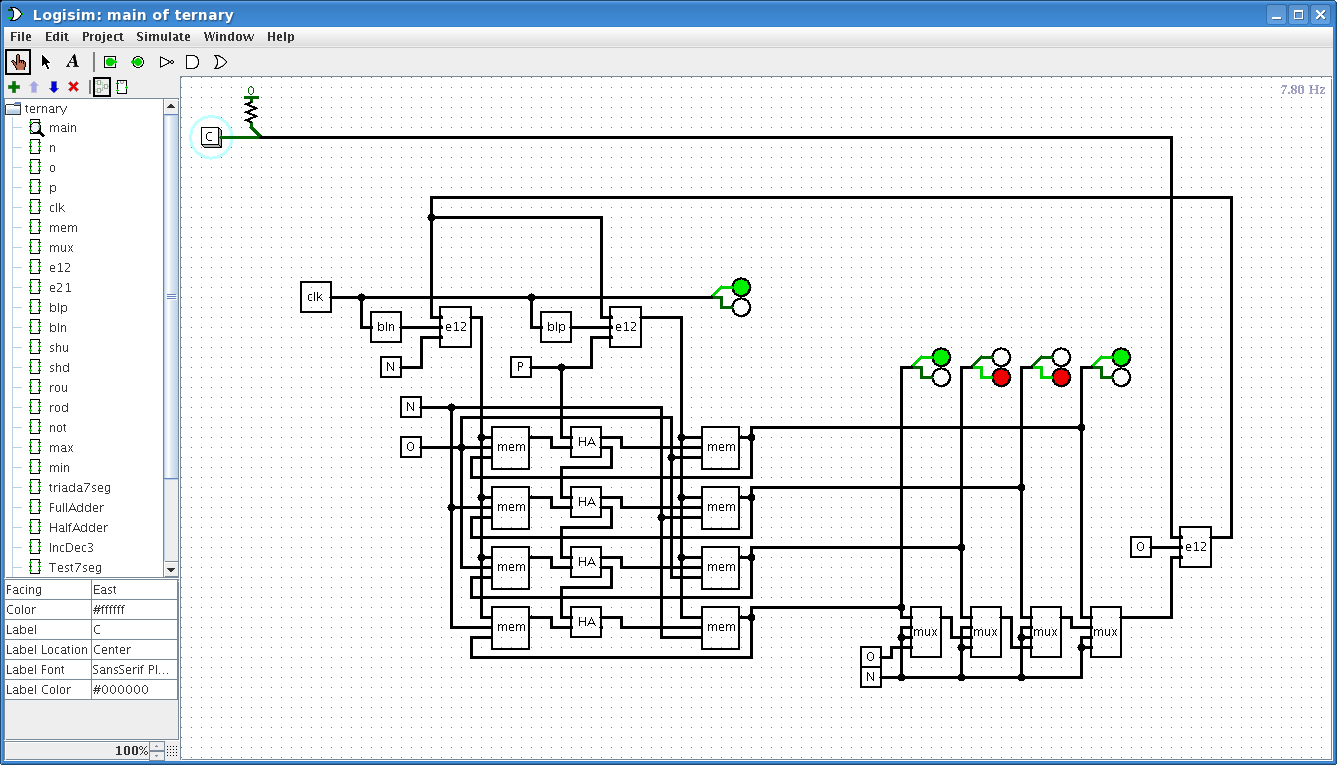 Logisim: main of ternary
File Edit Project Simulate Window Help
A
7.80 Hz
ternary
main
n
o
p
clk
mem
mux
e12
e21
blp
bln
shu
shd
rou
rod
not
max
min
triada7seg
FullAdder
HalfAdder
IncDec3
Test7seg
Facing East
Color #ffffff
Label C
Label Location Center
Label Font SansSerif Pl...
Label Color #000000
100%
0
C
clk
bln e12 blp e12
N P
N
O
mem HA mem
mem HA mem
mem HA mem
mem HA mem
O e12
mux mux mux mux
O
N